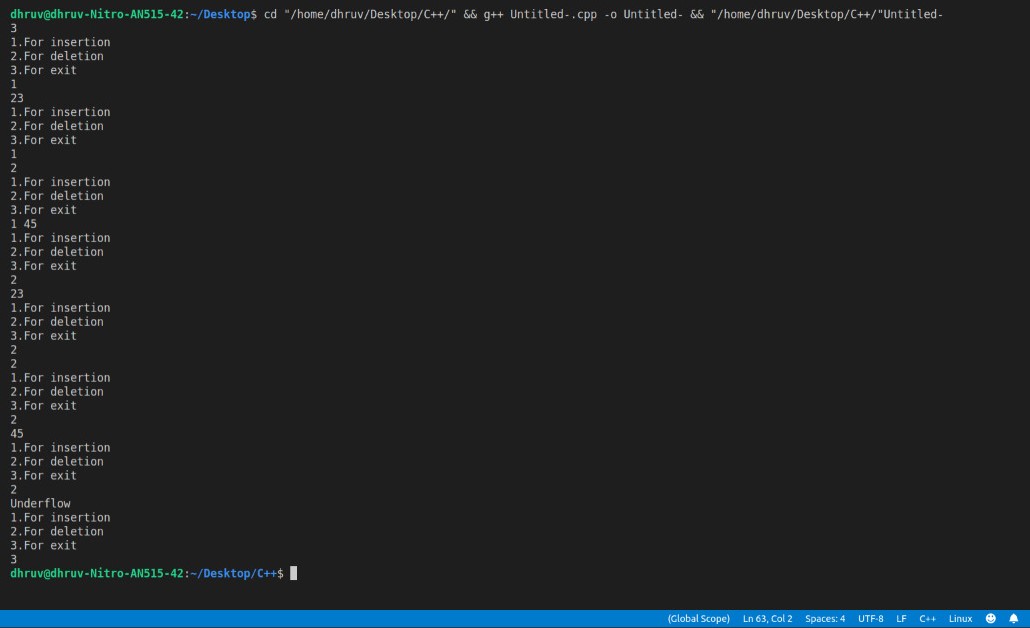 dhruv@dhruv-Nitro-AN515-42:~/Desktop$ cd "/home/dhruv/Desktop/C++/" && g++ Untitled-.cpp -o Untitled- && "/home/dhruv/Desktop/C++/"Untitled-
3
1.For insertion
2.For deletion
3.For exit
1
23
1.For insertion
2.For deletion
3.For exit
1
2
1.For insertion
2.For deletion
3.For exit
1 45
1.For insertion
2.For deletion
3.For exit
2
23
1.For insertion
2.For deletion
3.For exit
2
2
1.For insertion
2.For deletion
3.For exit
2
45
1.For insertion
2.For deletion
3.For exit
2
Underflow
1.For insertion
2.For deletion
3.For exit
3
dhruv@dhruv-Nitro-AN515-42:~/Desktop/C++$
(Global Scope) Ln 63, Col 2 Spaces: 4 UTF-8 LF C++ Linux